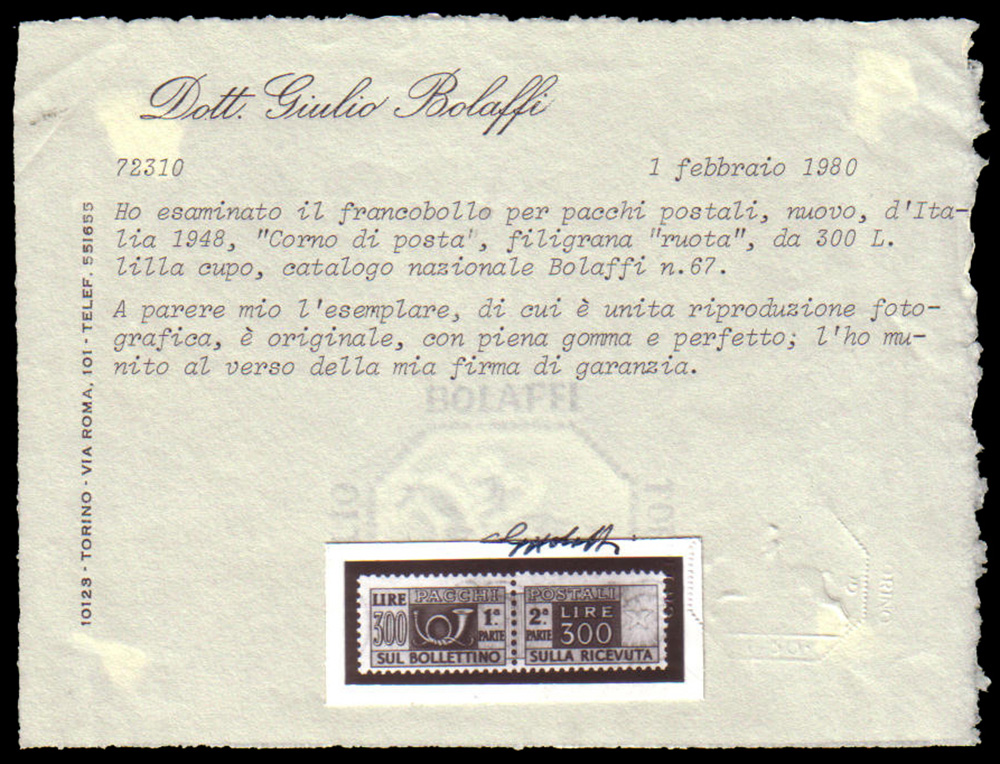 Dott. Giulio Bolaffi
72310
1 febbraio 1980
Ho esaminato il francobollo per pacchi postali, nuovo, d'Ita-
lia 1948, "Corno di posta", filigrana "ruota", da 300 L.
lilla cupo, catalogo nazionale Bolaffi n.67.
A parere mio l'esemplare, di cui è unita riproduzione foto-
grafica, è originale, con piena gomma e perfetto; l'ho mu-
nito al verso della mia firma di garanzia.
10123 - TORINO - VIA ROMA, 101 - TELEF. 551655
BOLAFFI
LIRE
300
PACCHI
1ª
PARTE
SUL BOLLETTINO
POSTALI
2ª
PARTE
LIRE
300
SULLA RICEVUTA